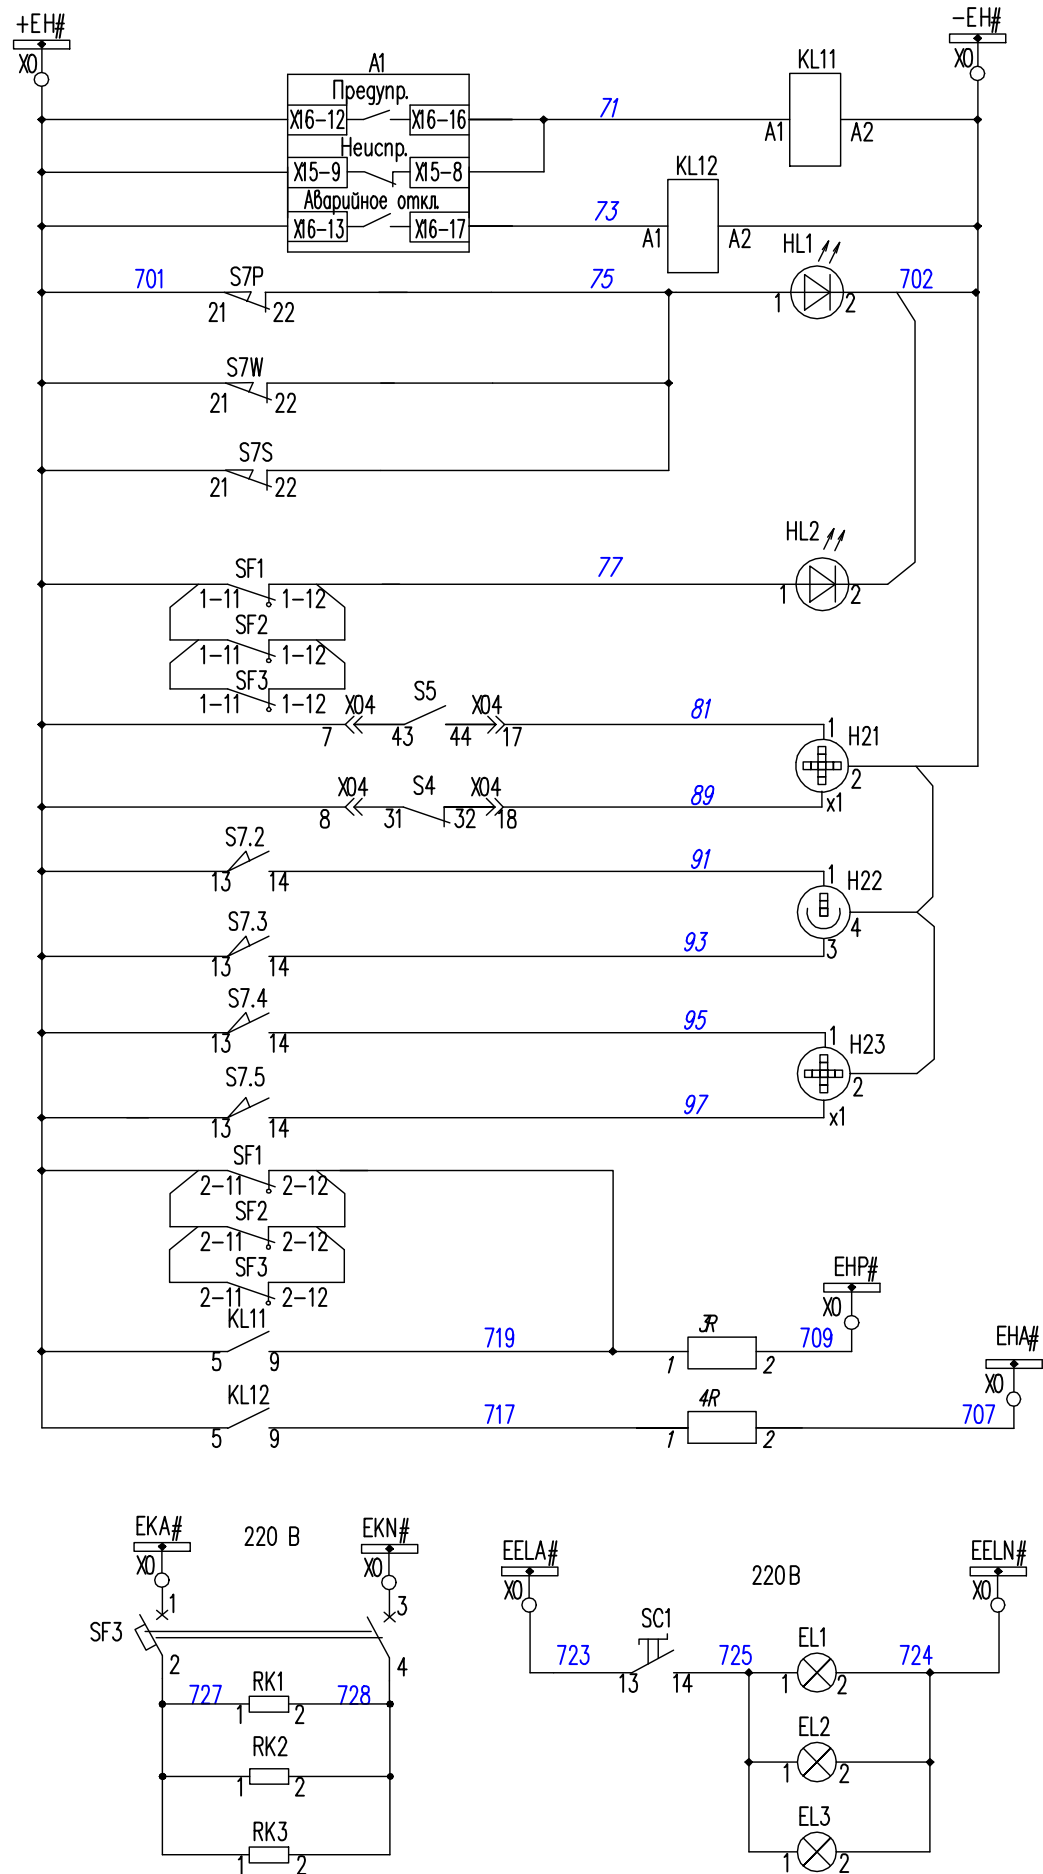 +EH# -EH#
X0 X0
A1 KL11
Предупр.
X16-12 X16-16 71 A1 A2
Неиспр.
X15-9 X15-8 KL12
Аварийное откл.
X16-13 X16-17 73 A1 A2 HL1
701 S7P 75 702
21 22 1 2
S7W
21 22
S7S
21 22
HL2
SF1 77
1-11 1-12 1 2
SF2
1-11 1-12
SF3
1-11 1-12
X04 S5 X04 81 1 H21
7 43 44 17 2
X04 S4 X04 89
8 31 32 18 x1
S7.2 91 1 H22
13 14 4
S7.3 93
13 14 3
S7.4 95 1 H23
13 14 2
S7.5 97
13 14 x1
SF1
2-11 2-12
SF2
2-11 2-12
SF3 EHP#
2-11 2-12 X0
KL11 719 3R 709 EHA#
5 9 1 2
X0
KL12 717 4R 707
5 9 1 2
EKA# 220 В EKN#
X0 X0
1 3
SF3
2 4
727 RK1 728
1 2
RK2
1 2
RK3
1 2
EELA# 220В EELN#
X0 X0
SC1 EL1
723 725 724
13 14 1 2
EL2
1 2
EL3
1 2